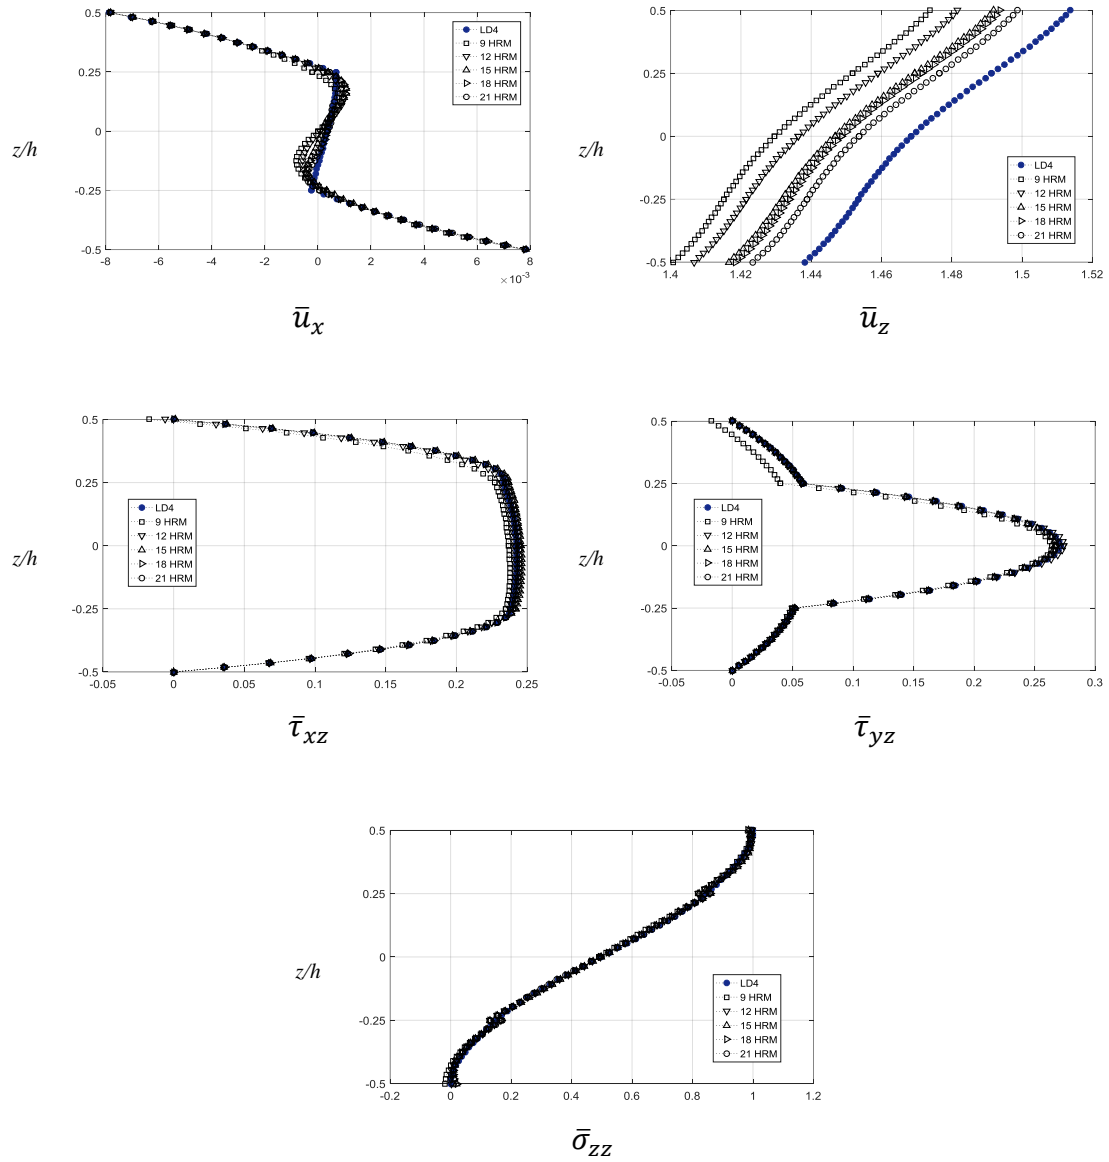 0.5
0.25
0
-0.25
-0.5
z/h
-8
-6
-4
-2
0
2
4
6
8
×10⁻³
LD4
9 HRM
12 HRM
15 HRM
18 HRM
21 HRM
ūₓ
0.5
0.25
0
-0.25
-0.5
z/h
1.4
1.42
1.44
1.46
1.48
1.5
1.52
LD4
9 HRM
12 HRM
15 HRM
18 HRM
21 HRM
ū_z
0.5
0.25
0
-0.25
-0.5
z/h
-0.05
0
0.05
0.1
0.15
0.2
0.25
LD4
9 HRM
12 HRM
15 HRM
18 HRM
21 HRM
τ̄_xz
0.5
0.25
0
-0.25
-0.5
z/h
-0.05
0
0.05
0.1
0.15
0.2
0.25
0.3
LD4
9 HRM
12 HRM
15 HRM
18 HRM
21 HRM
τ̄_yz
0.5
0.25
0
-0.25
-0.5
z/h
-0.2
0
0.2
0.4
0.6
0.8
1
1.2
LD4
9 HRM
12 HRM
15 HRM
18 HRM
21 HRM
σ̄_zz